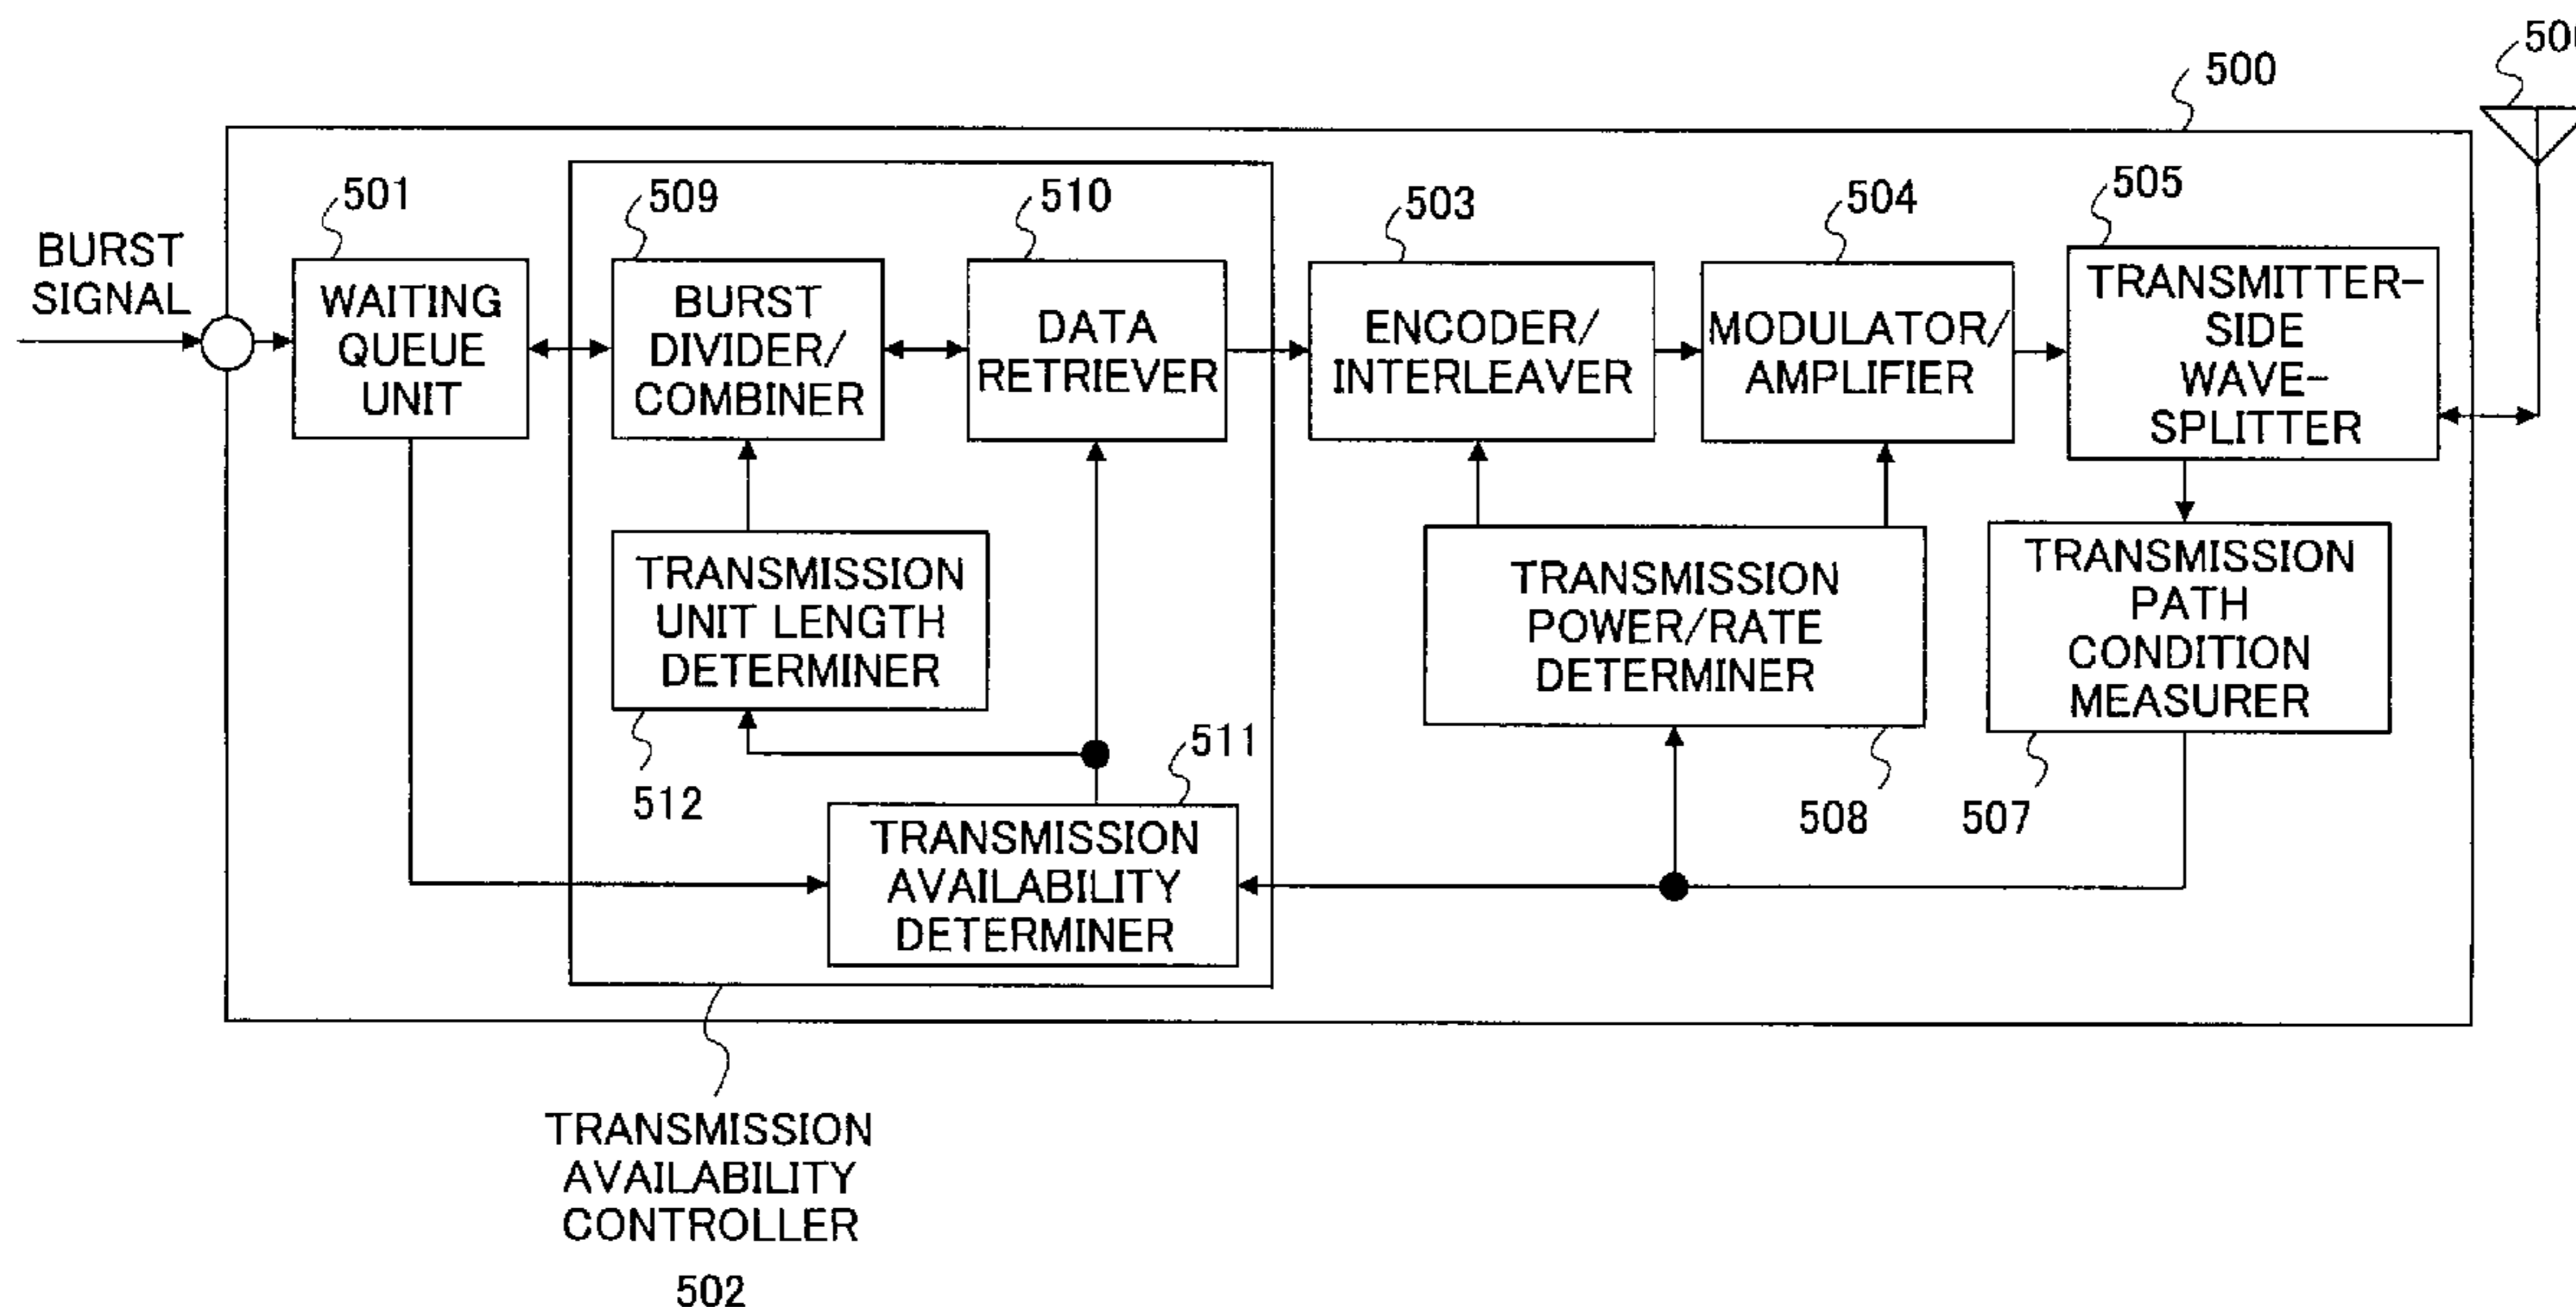 500
501
509
510
503
504
505
BURST
SIGNAL
WAITING
QUEUE
UNIT
BURST
DIVIDER/
COMBINER
DATA
RETRIEVER
ENCODER/
INTERLEAVER
MODULATOR/
AMPLIFIER
TRANSMITTER-
SIDE
WAVE-
SPLITTER
TRANSMISSION
UNIT LENGTH
DETERMINER
TRANSMISSION
POWER/RATE
DETERMINER
TRANSMISSION
PATH
CONDITION
MEASURER
511
512
508
507
TRANSMISSION
AVAILABILITY
DETERMINER
TRANSMISSION
AVAILABILITY
CONTROLLER
502